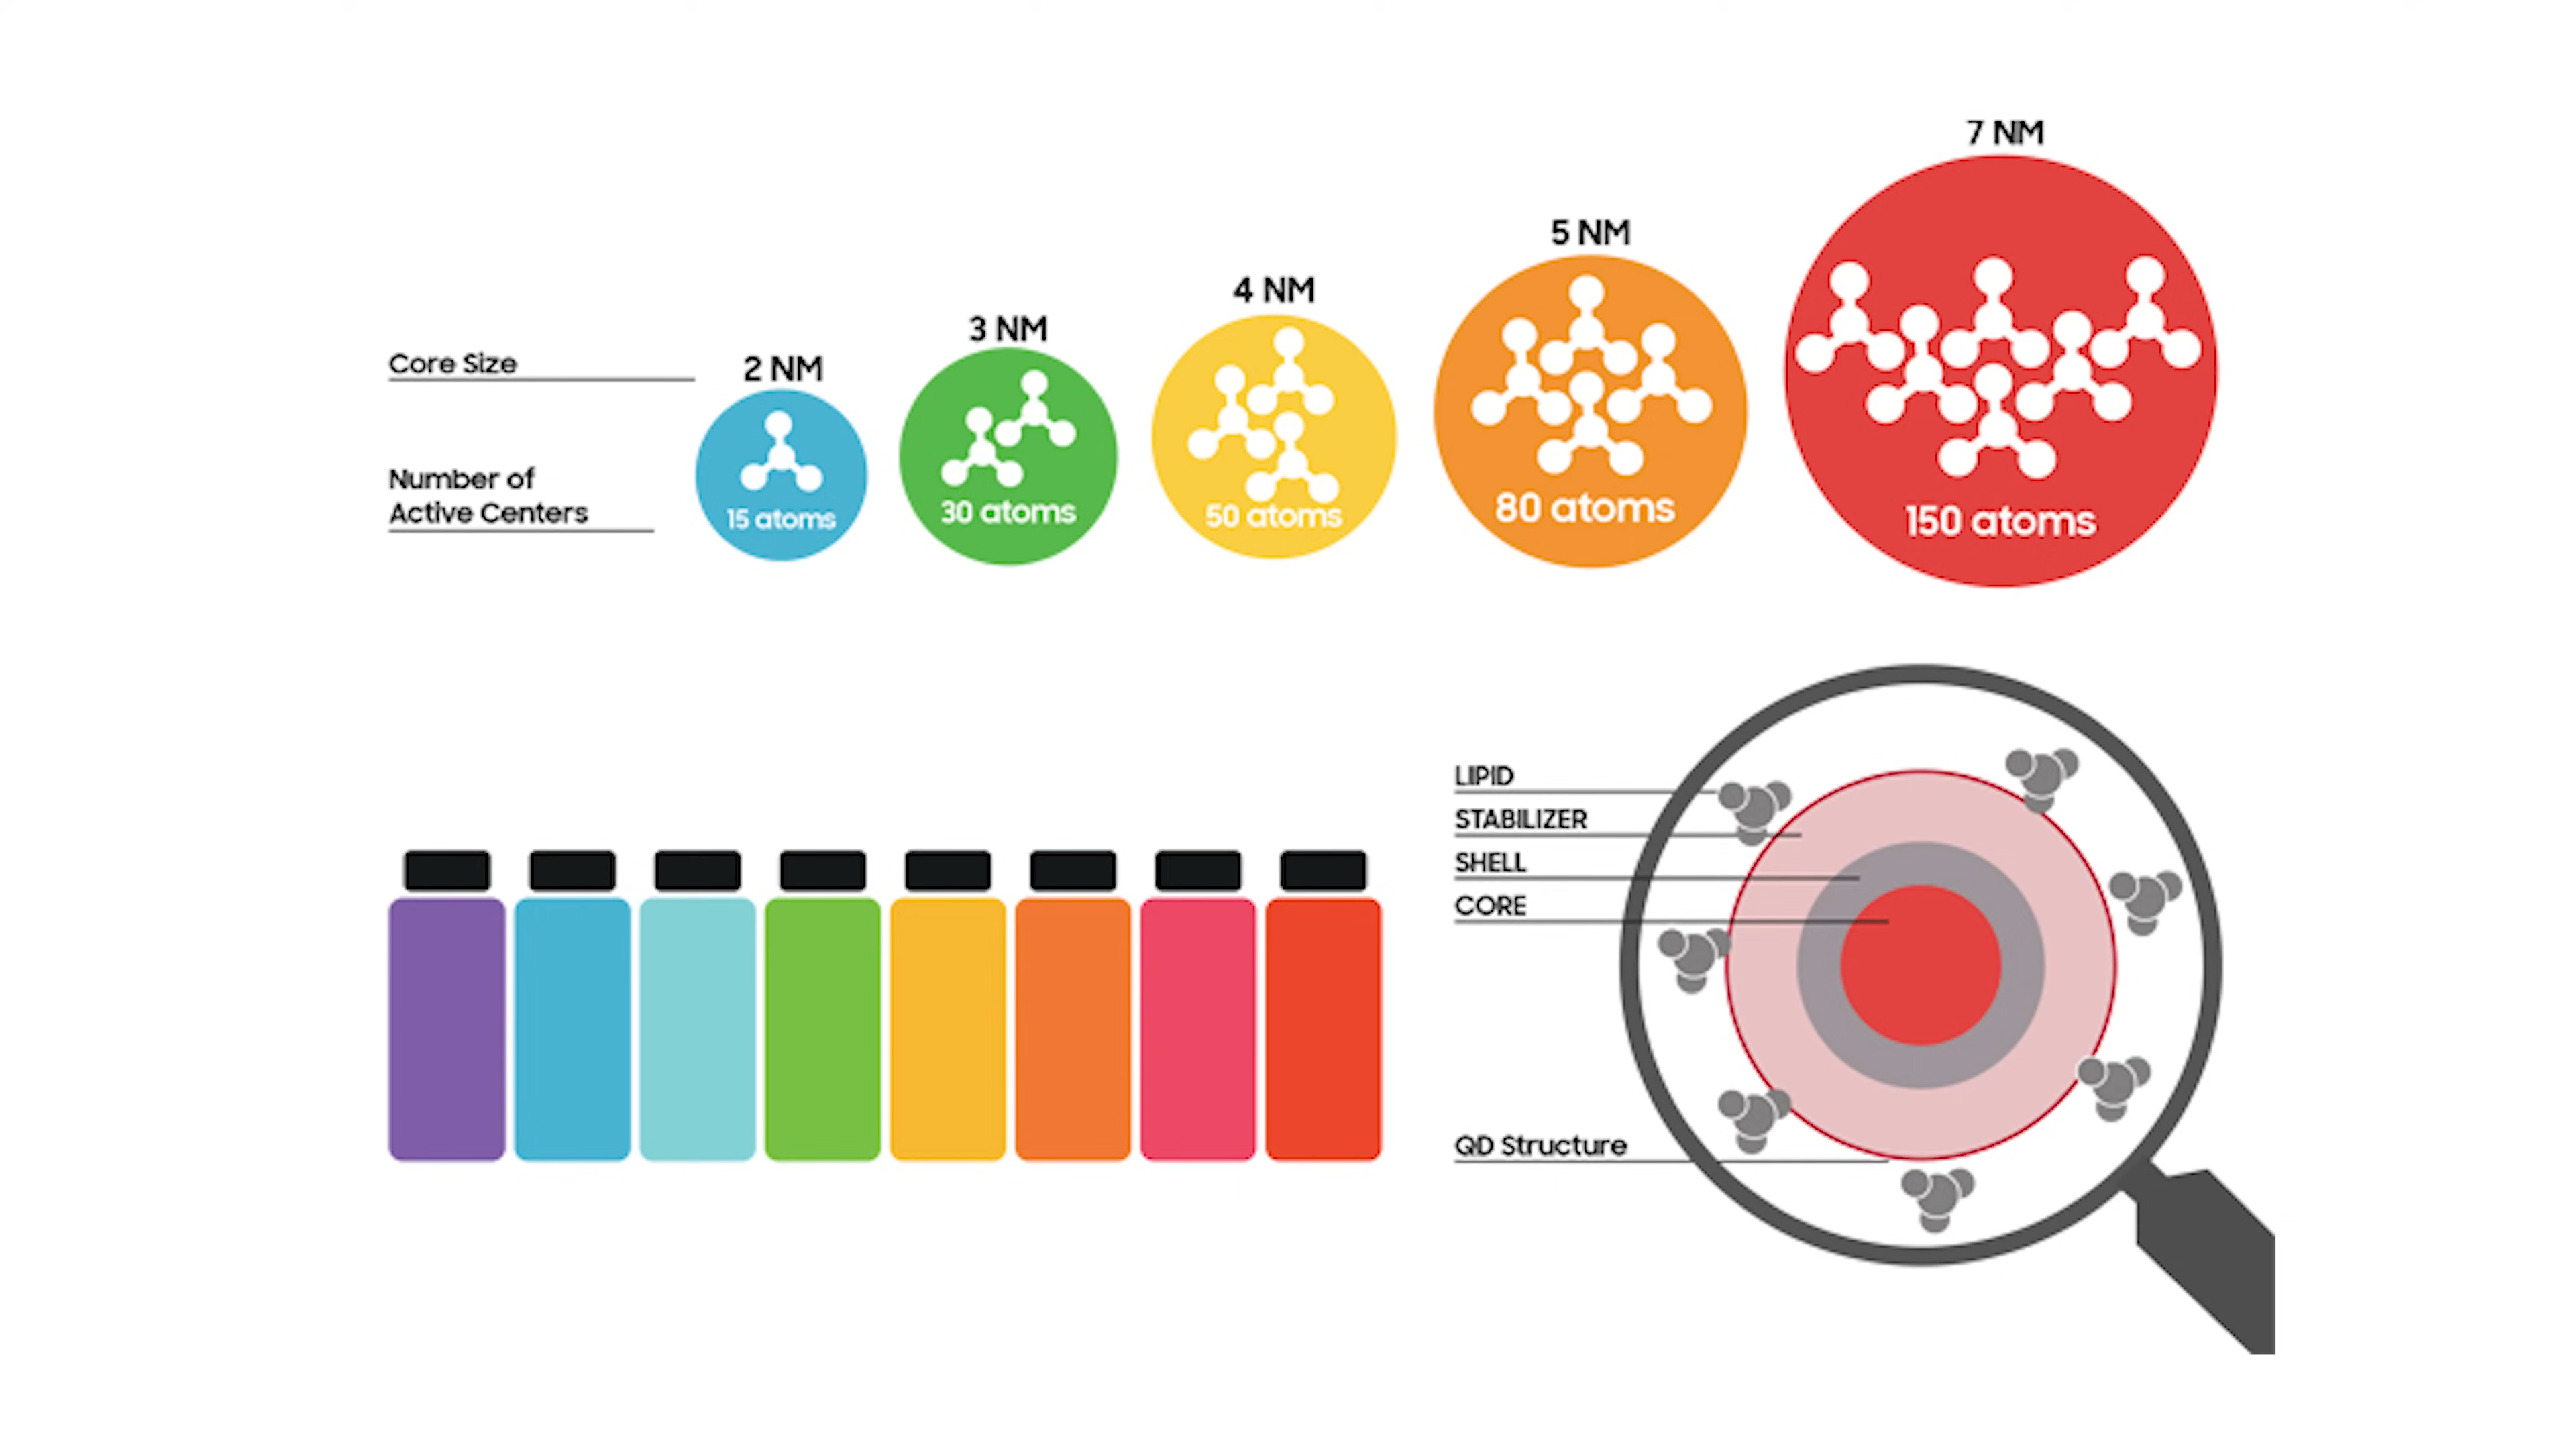 7 NM
5 NM
4 NM
3 NM
2 NM
Core Size
Number of
Active Centers
15 atoms
30 atoms
50 atoms
80 atoms
150 atoms
LIPID
STABILIZER
SHELL
CORE
QD Structure